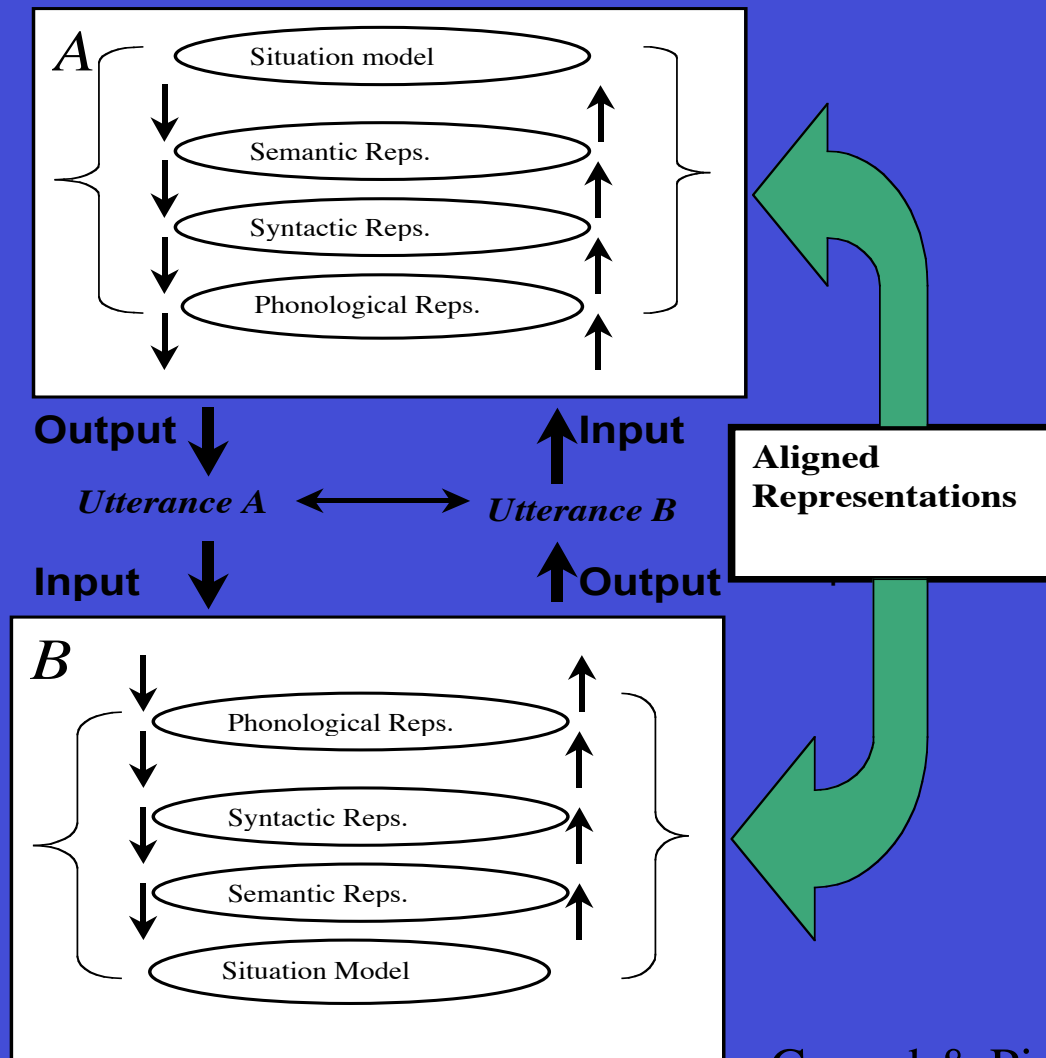 A
Situation model
Semantic Reps.
Syntactic Reps.
Phonological Reps.
Output
Input
Utterance A
Utterance B
Input
Output
Aligned
Representations
B
Phonological Reps.
Syntactic Reps.
Semantic Reps.
Situation Model